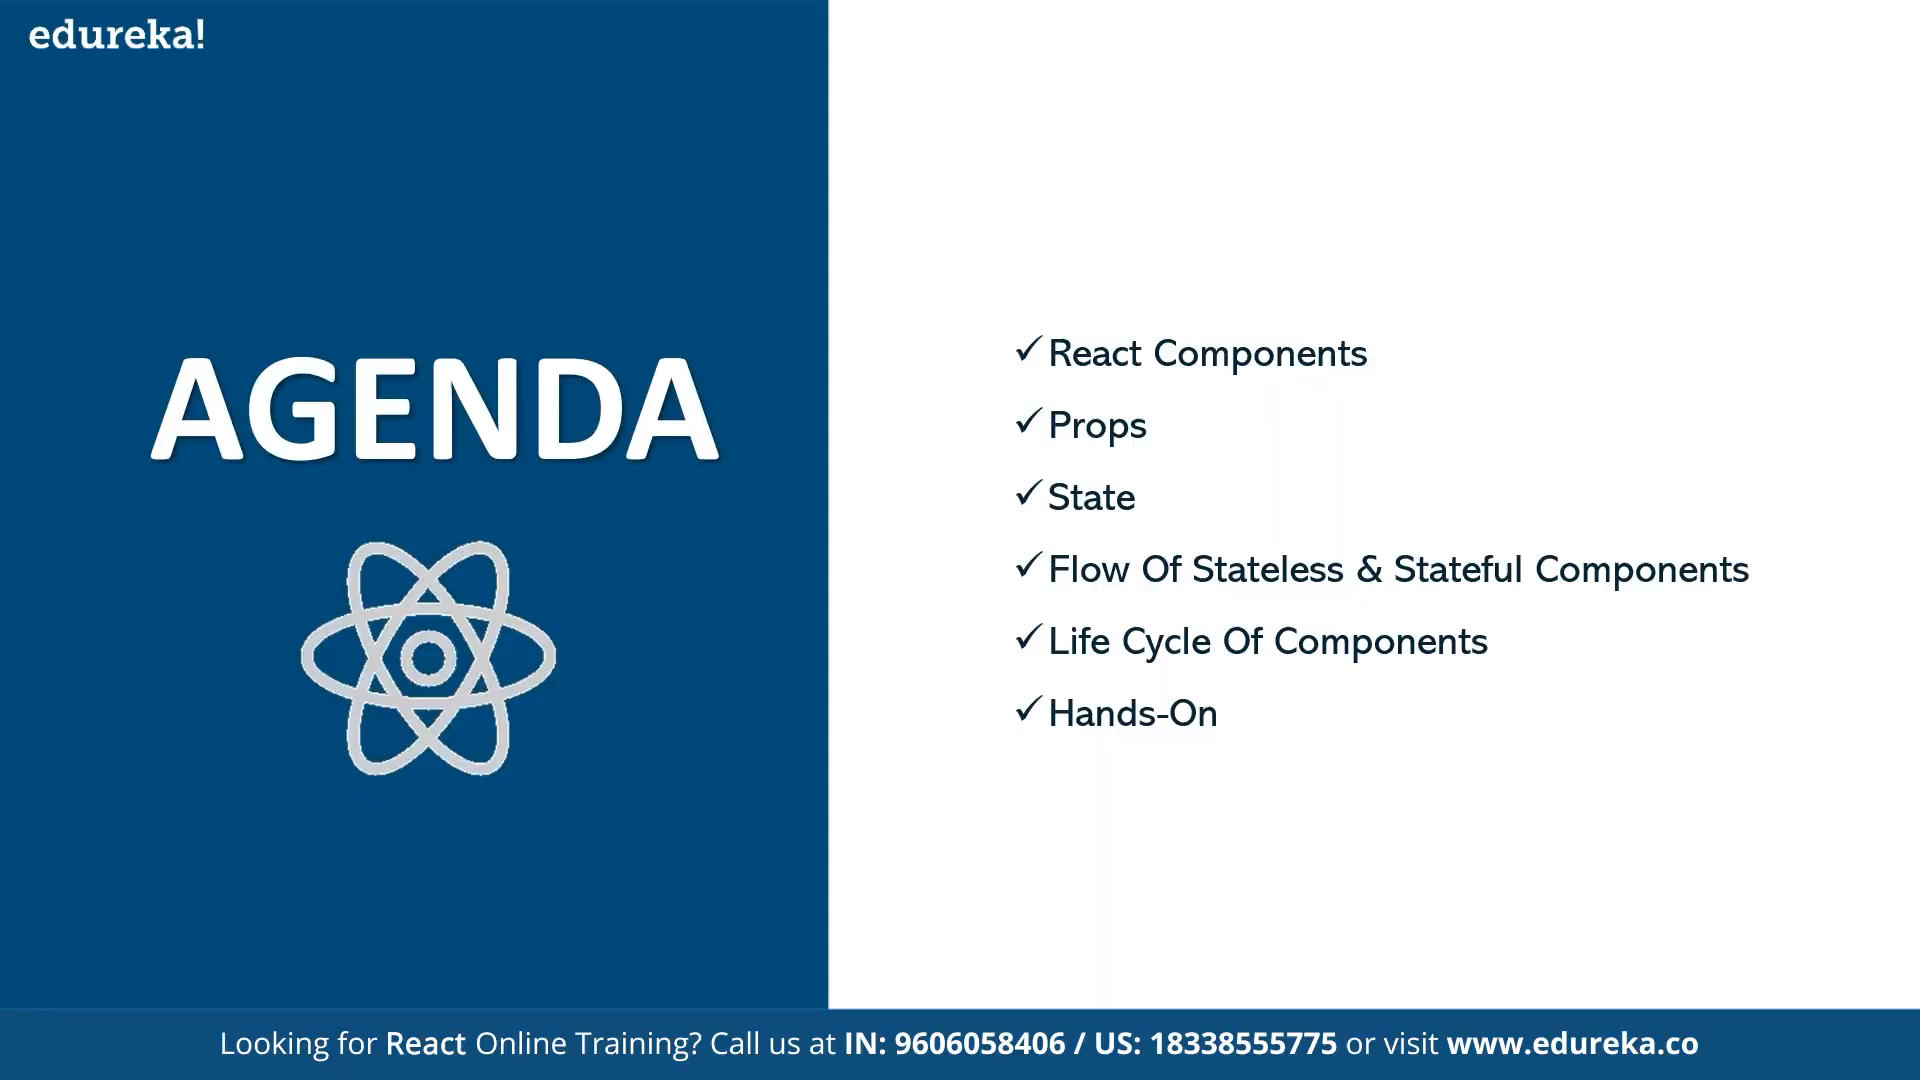 edureka!
AGENDA
✓ React Components
✓ Props
✓ State
✓ Flow Of Stateless & Stateful Components
✓ Life Cycle Of Components
✓ Hands-On
Looking for React Online Training? Call us at IN: 9606058406 / US: 18338555775 or visit www.edureka.co